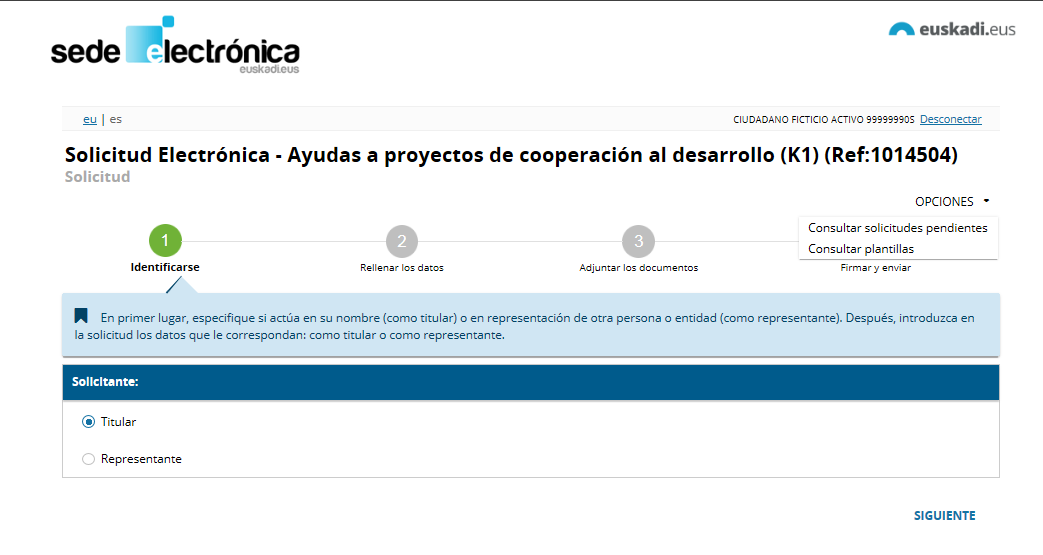 sede electrónica
euskadi.eus
euskadi.eus
eu | es
CIUDADANO FICTICIO ACTIVO 99999990S Desconectar
Solicitud Electrónica - Ayudas a proyectos de cooperación al desarrollo (K1) (Ref:1014504)
Solicitud
OPCIONES
Consultar solicitudes pendientes
Consultar plantillas
1
2
3
Identificarse
Rellenar los datos
Adjuntar los documentos
Firmar y enviar
En primer lugar, especifique si actúa en su nombre (como titular) o en representación de otra persona o entidad (como representante). Después, introduzca en
la solicitud los datos que le correspondan: como titular o como representante.
Solicitante:
Titular
Representante
SIGUIENTE